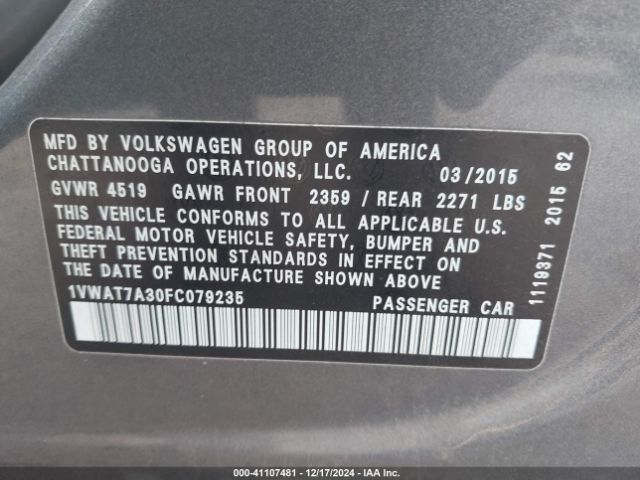 MFD BY VOLKSWAGEN GROUP OF AMERICA
CHATTANOOGA OPERATIONS, LLC. 03/2015
GVWR 4519 GAWR FRONT 2359 / REAR 2271 LBS
THIS VEHICLE CONFORMS TO ALL APPLICABLE U.S.
FEDERAL MOTOR VEHICLE SAFETY, BUMPER AND
THEFT PREVENTION STANDARDS IN EFFECT ON
THE DATE OF MANUFACTURE SHOWN ABOVE
1VWAT7A30FC079235 PASSENGER CAR
1119371 2015 62
000-41107481 - 12/17/2024 - IAA Inc.